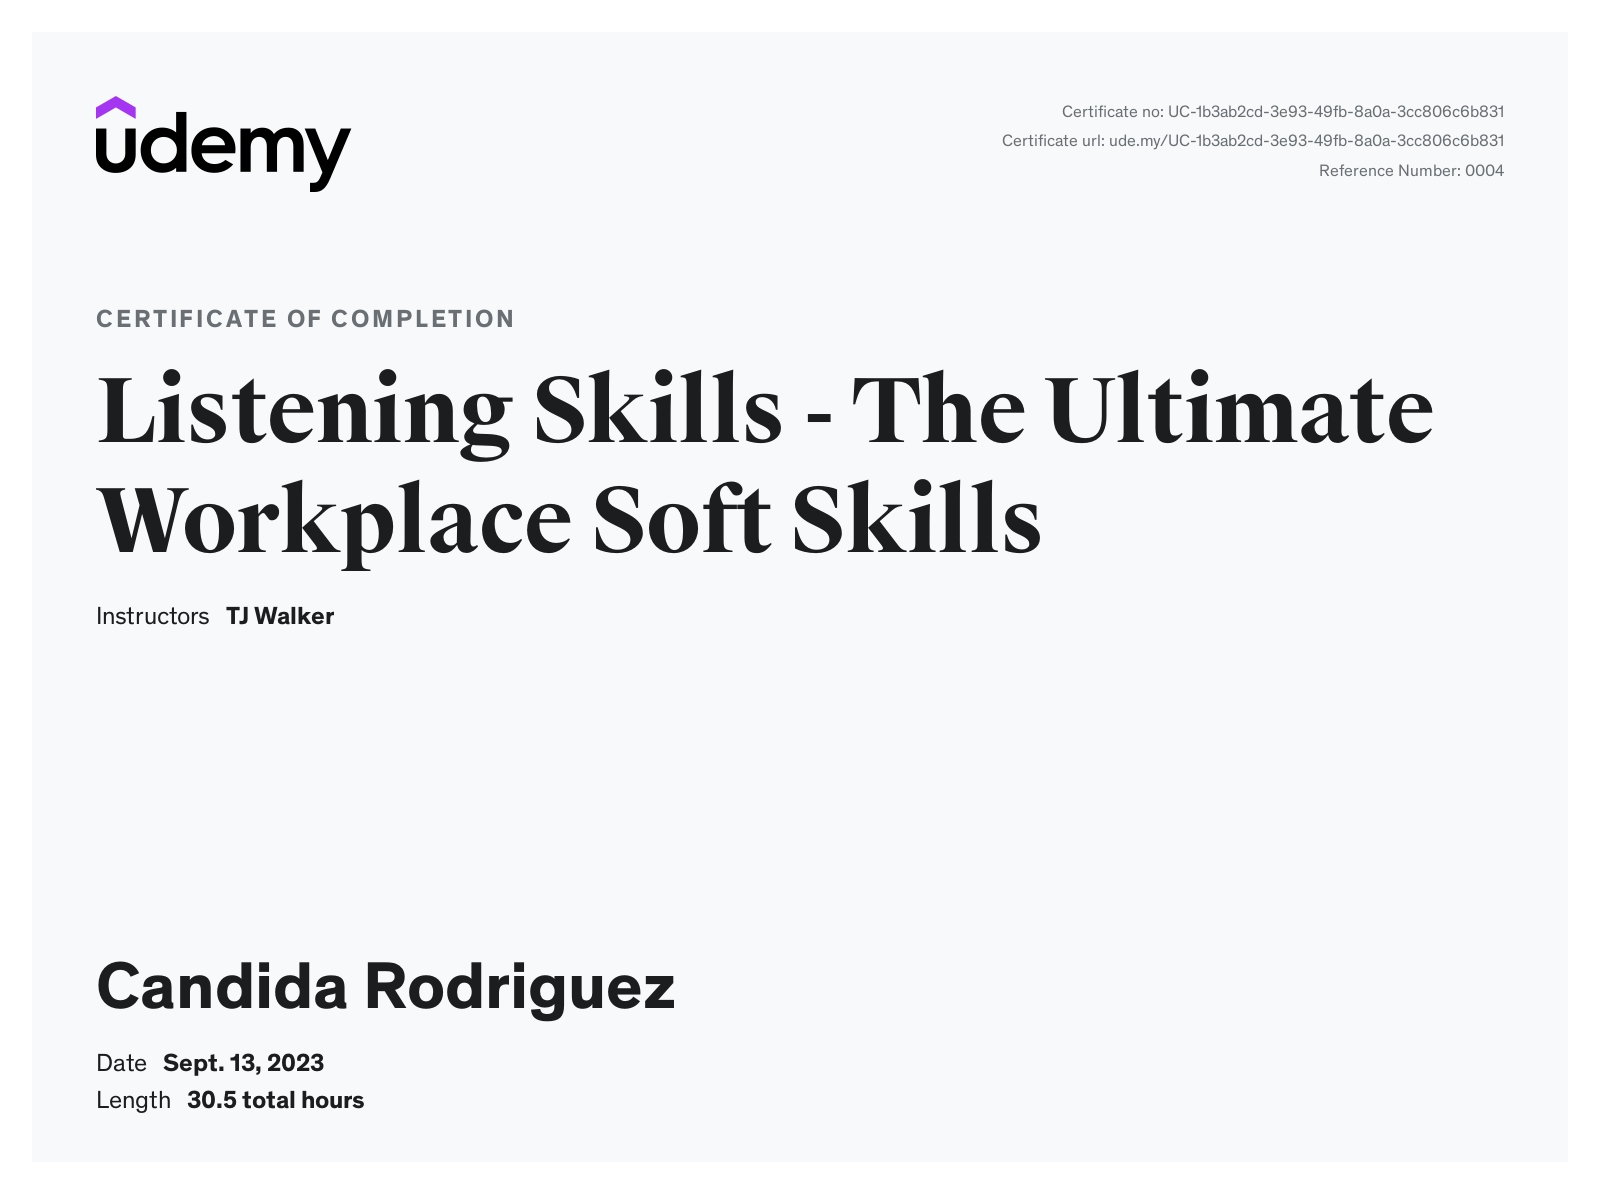 udemy
Certificate no: UC-1b3ab2cd-3e93-49fb-8a0a-3cc806c6b831
Certificate url: ude.my/UC-1b3ab2cd-3e93-49fb-8a0a-3cc806c6b831
Reference Number: 0004
CERTIFICATE OF COMPLETION
Listening Skills - The Ultimate
Workplace Soft Skills
Instructors TJ Walker
Candida Rodriguez
Date Sept. 13, 2023
Length 30.5 total hours